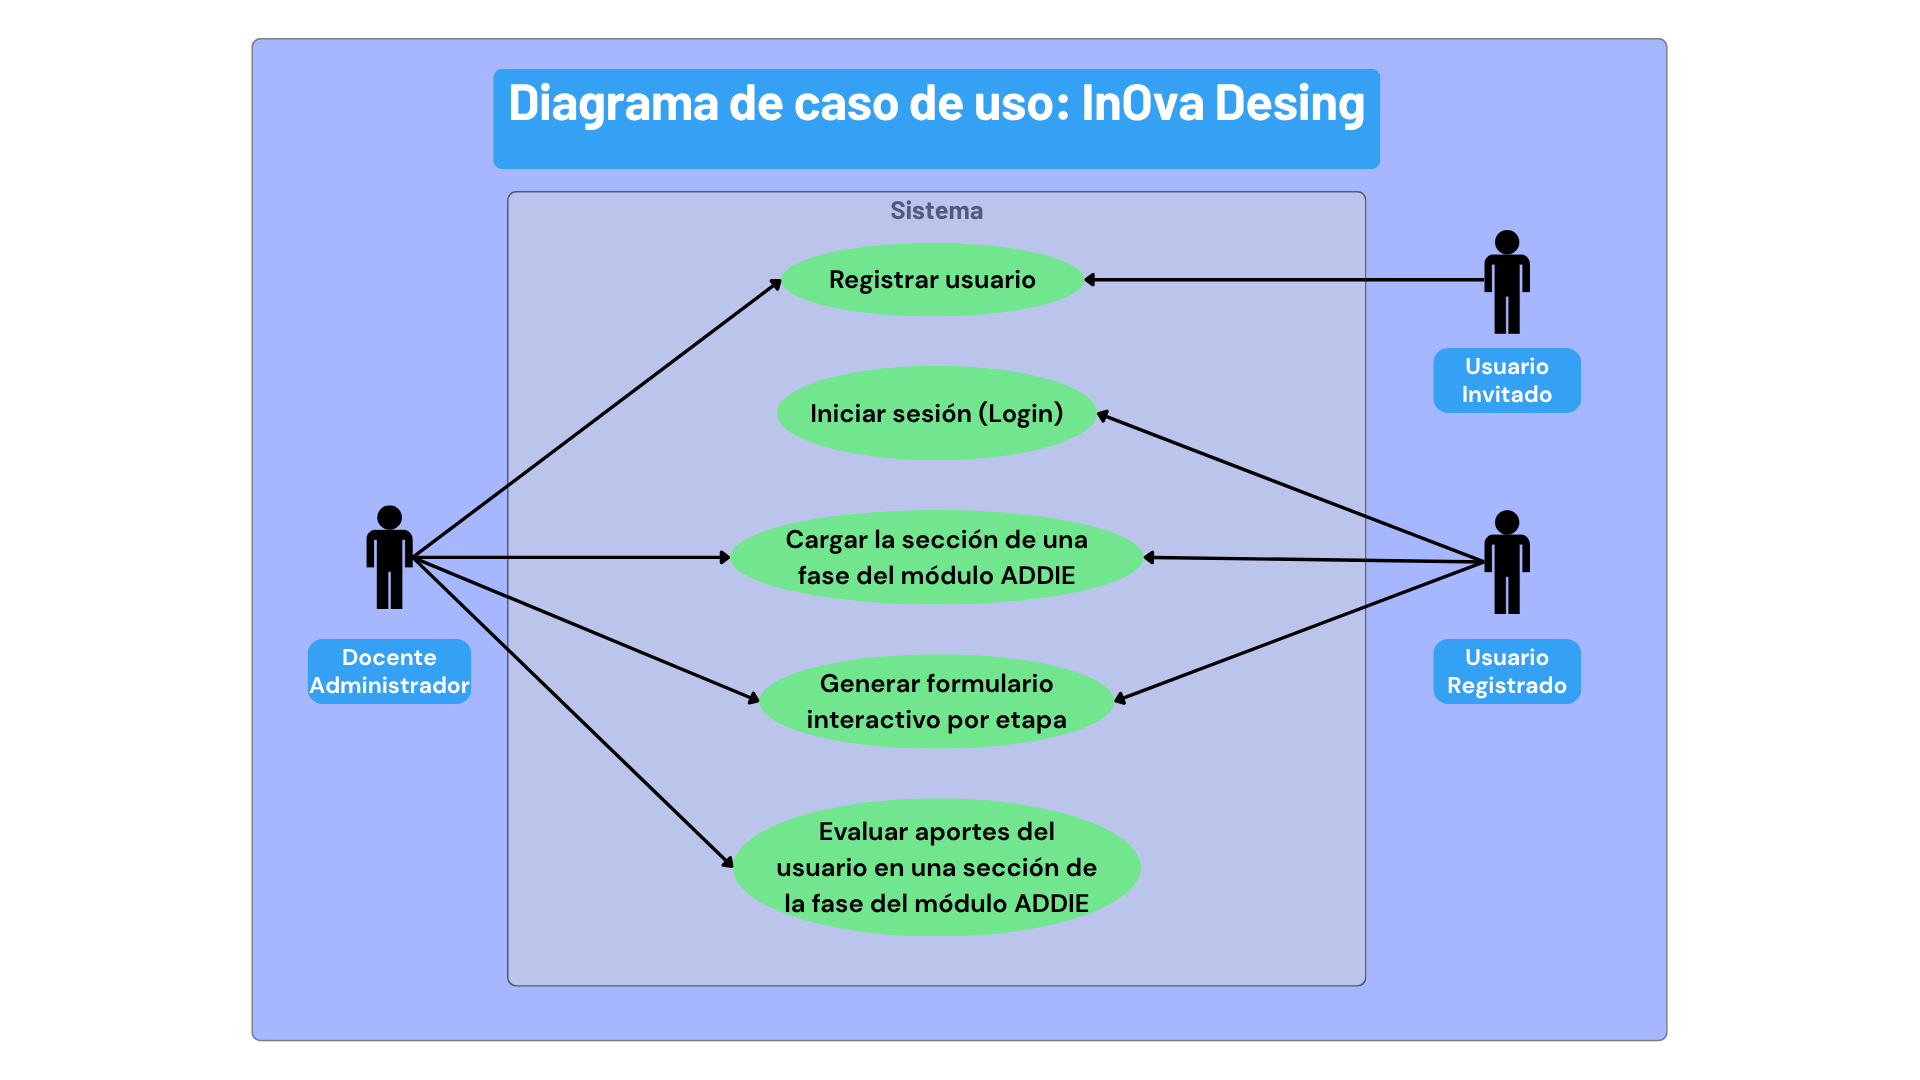 Diagrama de caso de uso: InOva Desing
Sistema
Registrar usuario
Usuario
Invitado
Iniciar sesión (Login)
Cargar la sección de una
fase del módulo ADDIE
Docente
Administrador
Usuario
Registrado
Generar formulario
interactivo por etapa
Evaluar aportes del
usuario en una sección de
la fase del módulo ADDIE